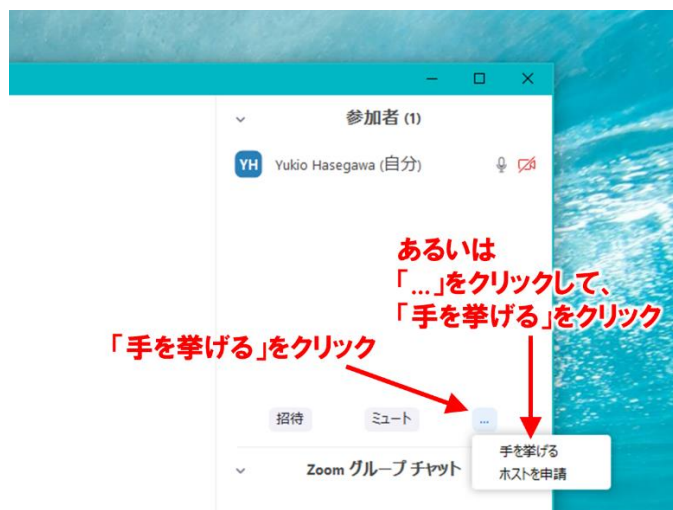 参加者 (1)
YH Yukio Hasegawa (自分)
あるいは
「...」をクリックして、
「手を挙げる」をクリック
「手を挙げる」をクリック
招待 ミュート ...
手を挙げる
ホストを申請
Zoom グループ チャット